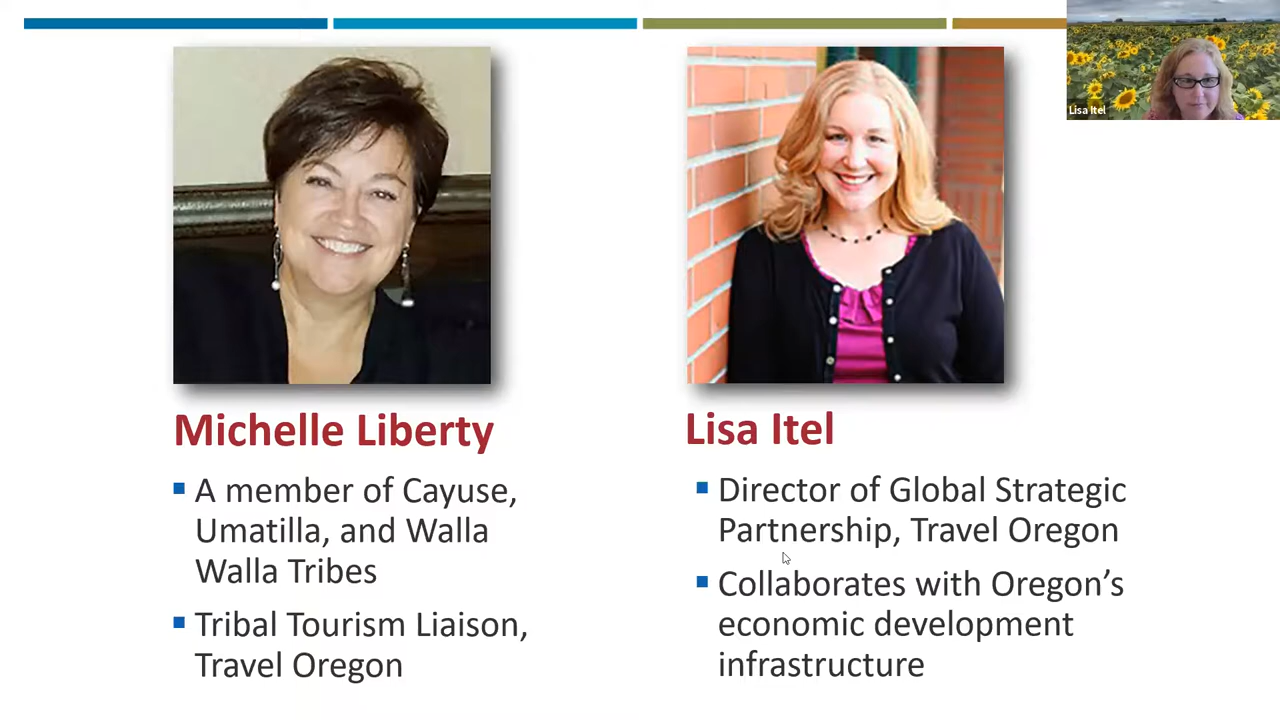 Lisa Itel
Michelle Liberty
A member of Cayuse,
Umatilla, and Walla
Walla Tribes
Tribal Tourism Liaison,
Travel Oregon
Lisa Itel
Director of Global Strategic
Partnership, Travel Oregon
Collaborates with Oregon’s
economic development
infrastructure